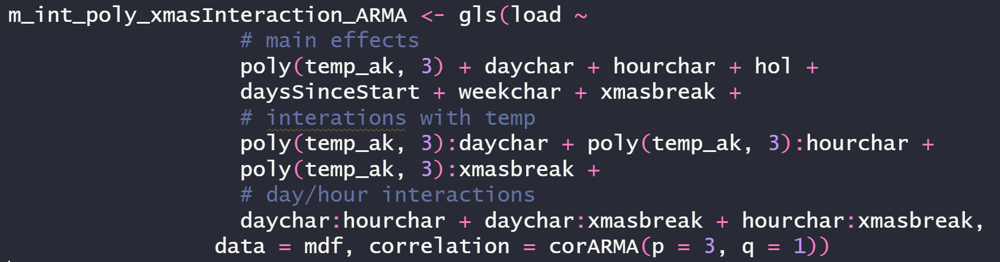 m_int_poly_xmasInteraction_ARMA <- gls(load ~
# main effects
poly(temp_ak, 3) + daychar + hourchar + hol +
daysSinceStart + weekchar + xmasbreak +
# interations with temp
poly(temp_ak, 3):daychar + poly(temp_ak, 3):hourchar +
poly(temp_ak, 3):xmasbreak +
# day/hour interactions
daychar:hourchar + daychar:xmasbreak + hourchar:xmasbreak,
data = mdf, correlation = corARMA(p = 3, q = 1))